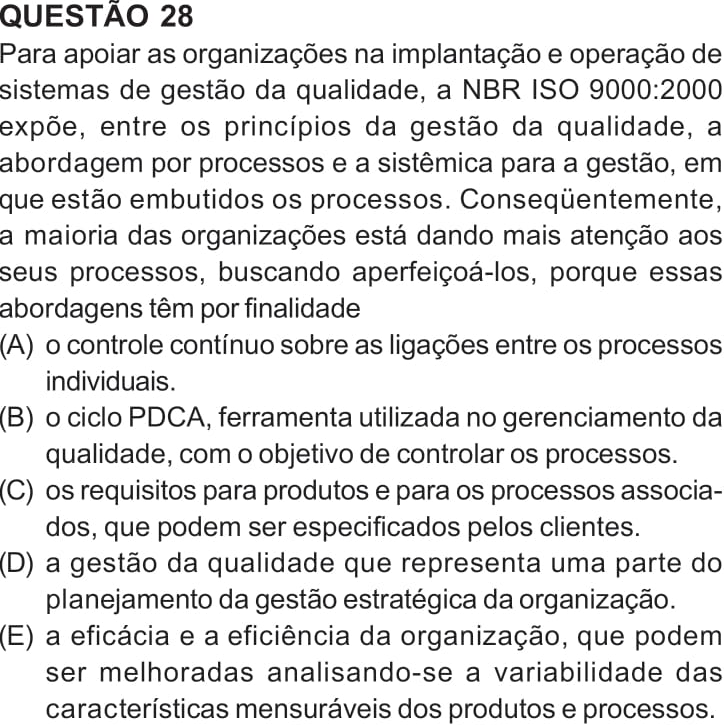 QUESTÃO 28
Para apoiar as organizações na implantação e operação de
sistemas de gestão da qualidade, a NBR ISO 9000:2000
expõe, entre os princípios da gestão da qualidade, a
abordagem por processos e a sistêmica para a gestão, em
que estão embutidos os processos. Conseqüentemente,
a maioria das organizações está dando mais atenção aos
seus processos, buscando aperfeiçoá-los, porque essas
abordagens têm por finalidade
(A) o controle contínuo sobre as ligações entre os processos
individuais.
(B) o ciclo PDCA, ferramenta utilizada no gerenciamento da
qualidade, com o objetivo de controlar os processos.
(C) os requisitos para produtos e para os processos associa-
dos, que podem ser especificados pelos clientes.
(D) a gestão da qualidade que representa uma parte do
planejamento da gestão estratégica da organização.
(E) a eficácia e a eficiência da organização, que podem
ser melhoradas analisando-se a variabilidade das
características mensuráveis dos produtos e processos.